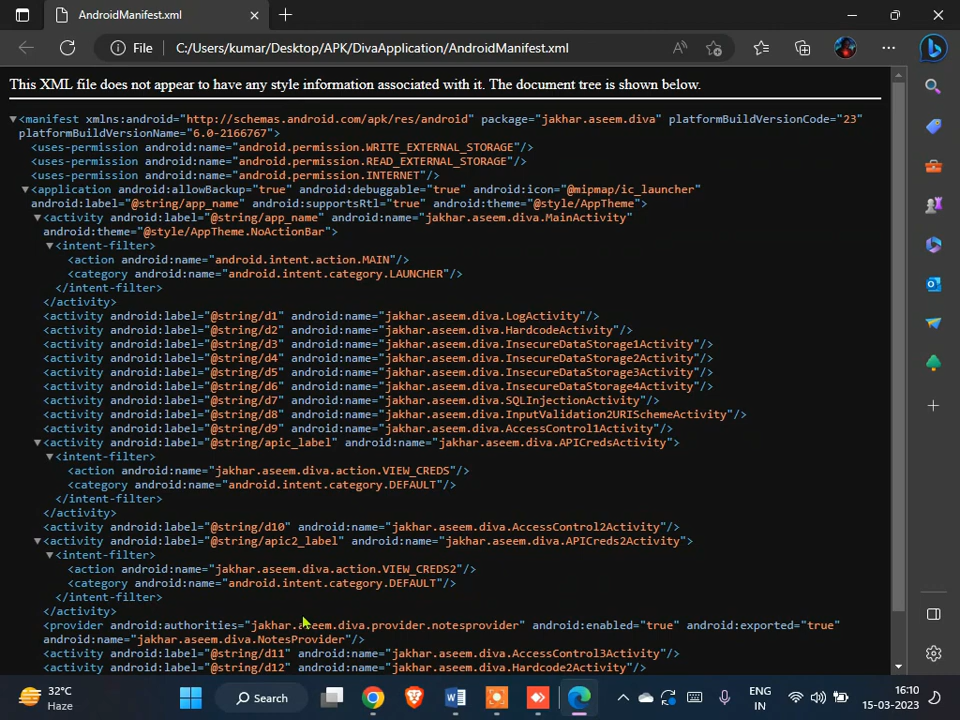 AndroidManifest.xml
File C:/Users/kumar/Desktop/APK/DivaApplication/AndroidManifest.xml
This XML file does not appear to have any style information associated with it. The document tree is shown below.
<manifest xmlns:android="http://schemas.android.com/apk/res/android" package="jakhar.aseem.diva" platformBuildVersionCode="23"
platformBuildVersionName="6.0-2166767">
<uses-permission android:name="android.permission.WRITE_EXTERNAL_STORAGE"/>
<uses-permission android:name="android.permission.READ_EXTERNAL_STORAGE"/>
<uses-permission android:name="android.permission.INTERNET"/>
<application android:allowBackup="true" android:debuggable="true" android:icon="@mipmap/ic_launcher"
android:label="@string/app_name" android:supportsRtl="true" android:theme="@style/AppTheme">
<activity android:label="@string/app_name" android:name="jakhar.aseem.diva.MainActivity"
android:theme="@style/AppTheme.NoActionBar">
<intent-filter>
<action android:name="android.intent.action.MAIN"/>
<category android:name="android.intent.category.LAUNCHER"/>
</intent-filter>
</activity>
<activity android:label="@string/d1" android:name="jakhar.aseem.diva.LogActivity"/>
<activity android:label="@string/d2" android:name="jakhar.aseem.diva.HardcodeActivity"/>
<activity android:label="@string/d3" android:name="jakhar.aseem.diva.InsecureDataStorage1Activity"/>
<activity android:label="@string/d4" android:name="jakhar.aseem.diva.InsecureDataStorage2Activity"/>
<activity android:label="@string/d5" android:name="jakhar.aseem.diva.InsecureDataStorage3Activity"/>
<activity android:label="@string/d6" android:name="jakhar.aseem.diva.InsecureDataStorage4Activity"/>
<activity android:label="@string/d7" android:name="jakhar.aseem.diva.SQLInjectionActivity"/>
<activity android:label="@string/d8" android:name="jakhar.aseem.diva.InputValidation2URISchemeActivity"/>
<activity android:label="@string/d9" android:name="jakhar.aseem.diva.AccessControl1Activity"/>
<activity android:label="@string/apic_label" android:name="jakhar.aseem.diva.APICredsActivity">
<intent-filter>
<action android:name="jakhar.aseem.diva.action.VIEW_CREDS"/>
<category android:name="android.intent.category.DEFAULT"/>
</intent-filter>
</activity>
<activity android:label="@string/d10" android:name="jakhar.aseem.diva.AccessControl2Activity"/>
<activity android:label="@string/apic2_label" android:name="jakhar.aseem.diva.APICreds2Activity">
<intent-filter>
<action android:name="jakhar.aseem.diva.action.VIEW_CREDS2"/>
<category android:name="android.intent.category.DEFAULT"/>
</intent-filter>
</activity>
<provider android:authorities="jakhar.aseem.diva.provider.notesprovider" android:enabled="true" android:exported="true"
android:name="jakhar.aseem.diva.NotesProvider"/>
<activity android:label="@string/d11" android:name="jakhar.aseem.diva.AccessControl3Activity"/>
<activity android:label="@string/d12" android:name="jakhar.aseem.diva.Hardcode2Activity"/>
32°C
Haze
Search
ENG
IN
16:10
15-03-2023